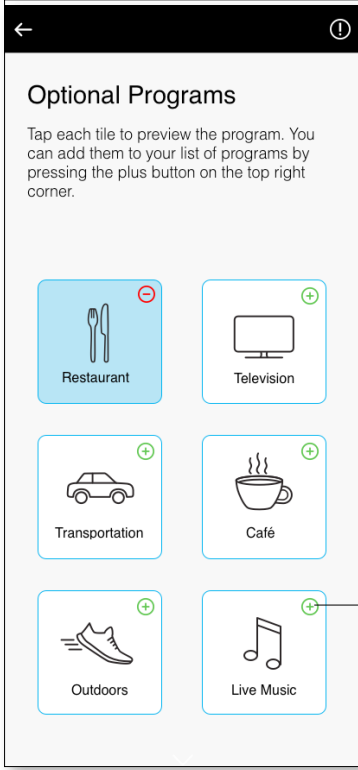 Optional Programs
Tap each tile to preview the program. You
can add them to your list of programs by
pressing the plus button on the top right
corner.
Restaurant
Television
Transportation
Café
Outdoors
Live Music